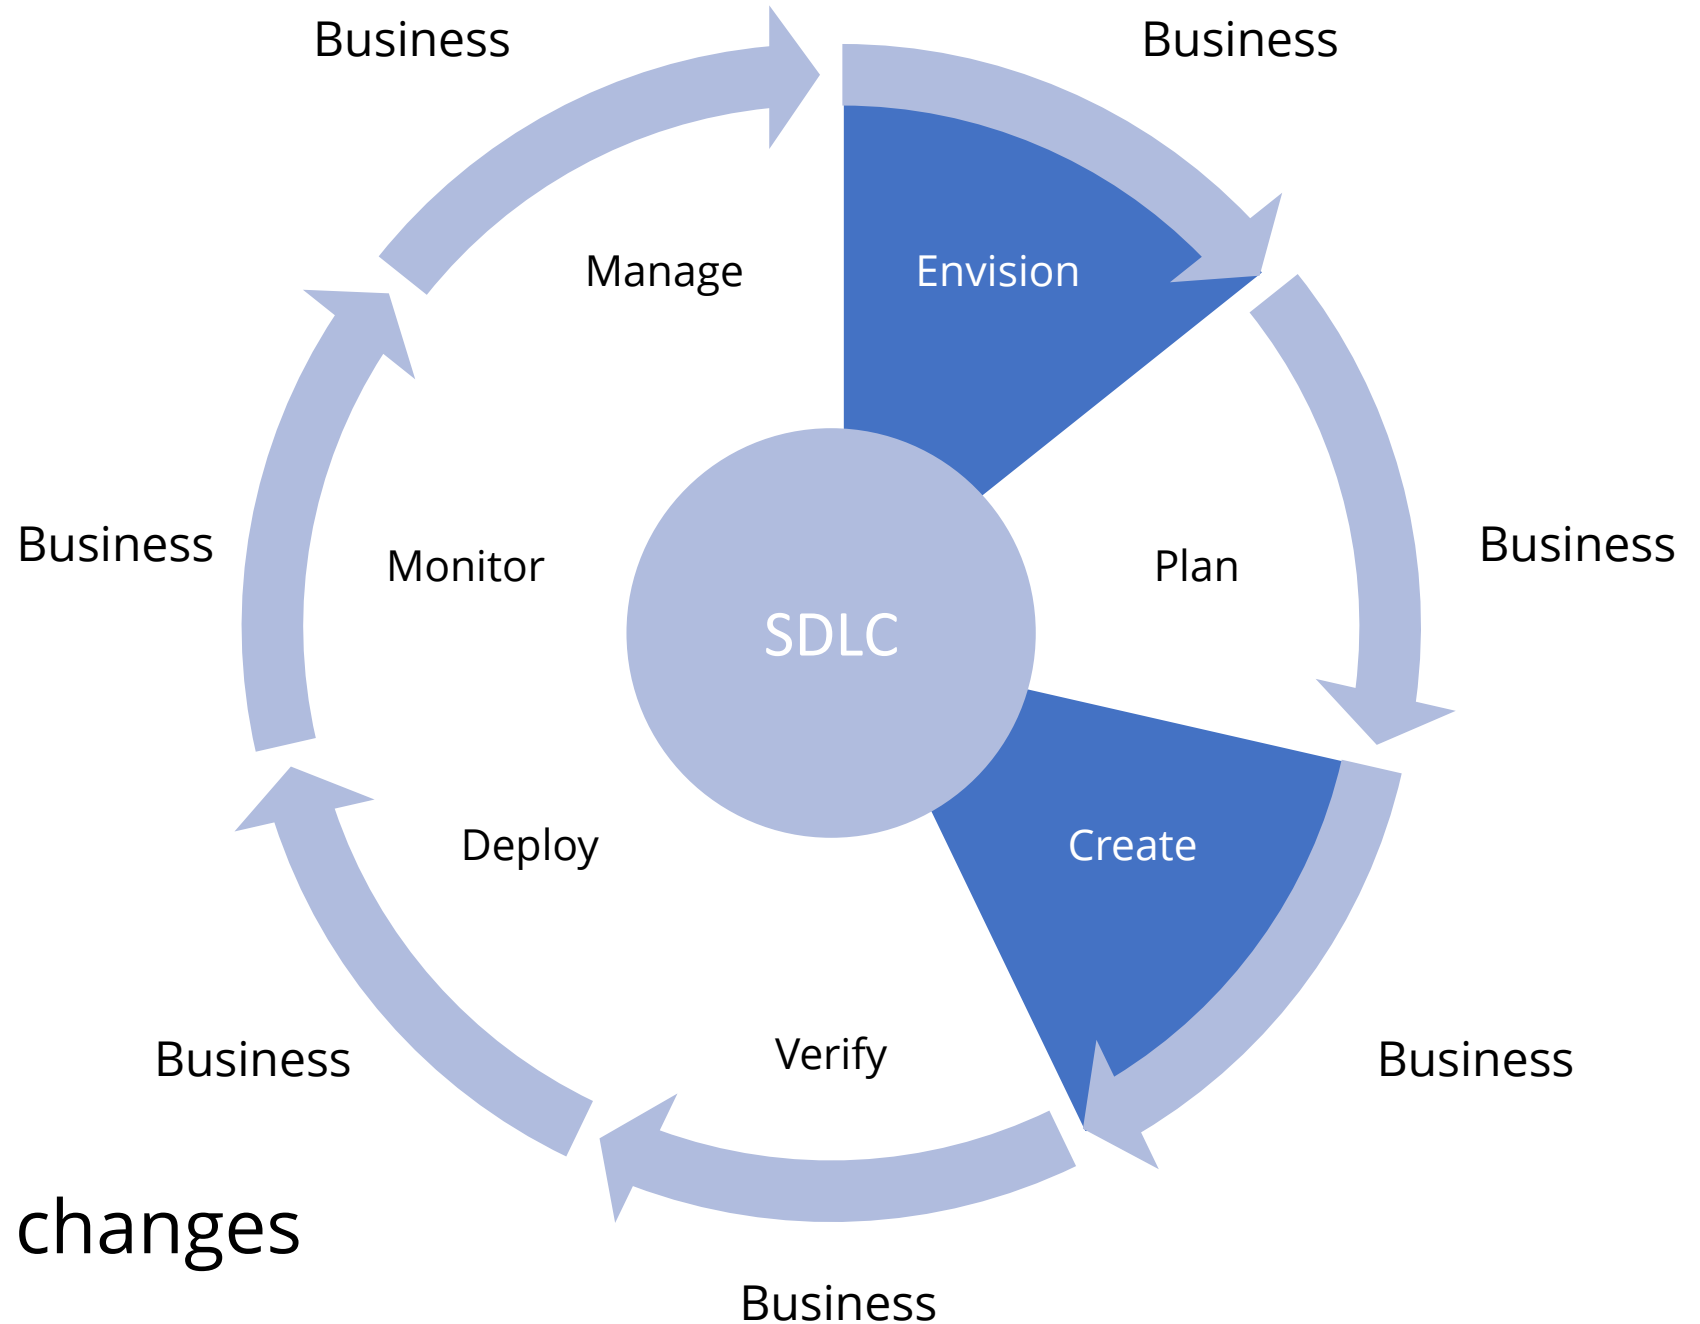 Business
Business
Manage
Envision
Business
Business
Monitor
Plan
SDLC
Deploy
Create
Verify
Business
Business
changes
Business